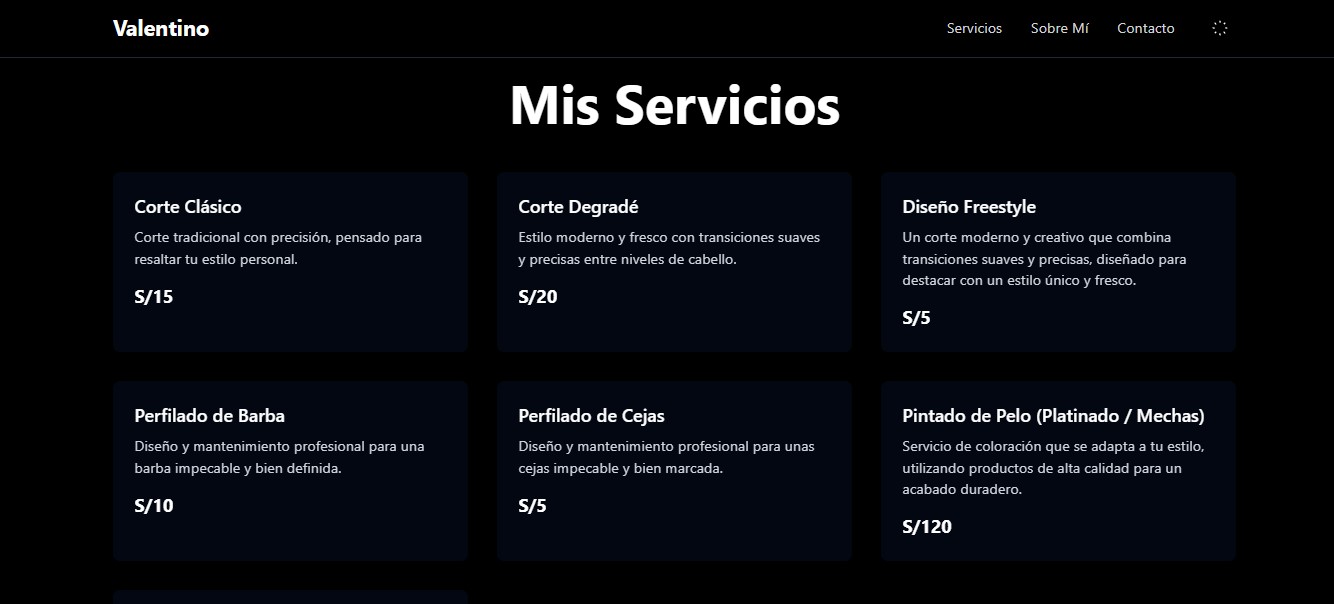 Valentino
Servicios
Sobre Mí
Contacto
Mis Servicios
Corte Clásico
Corte tradicional con precisión, pensado para
resaltar tu estilo personal.
S/15
Corte Degradé
Estilo moderno y fresco con transiciones suaves
y precisas entre niveles de cabello.
S/20
Diseño Freestyle
Un corte moderno y creativo que combina
transiciones suaves y precisas, diseñado para
destacar con un estilo único y fresco.
S/5
Perfilado de Barba
Diseño y mantenimiento profesional para una
barba impecable y bien definida.
S/10
Perfilado de Cejas
Diseño y mantenimiento profesional para unas
cejas impecable y bien marcada.
S/5
Pintado de Pelo (Platinado / Mechas)
Servicio de coloración que se adapta a tu estilo,
utilizando productos de alta calidad para un
acabado duradero.
S/120